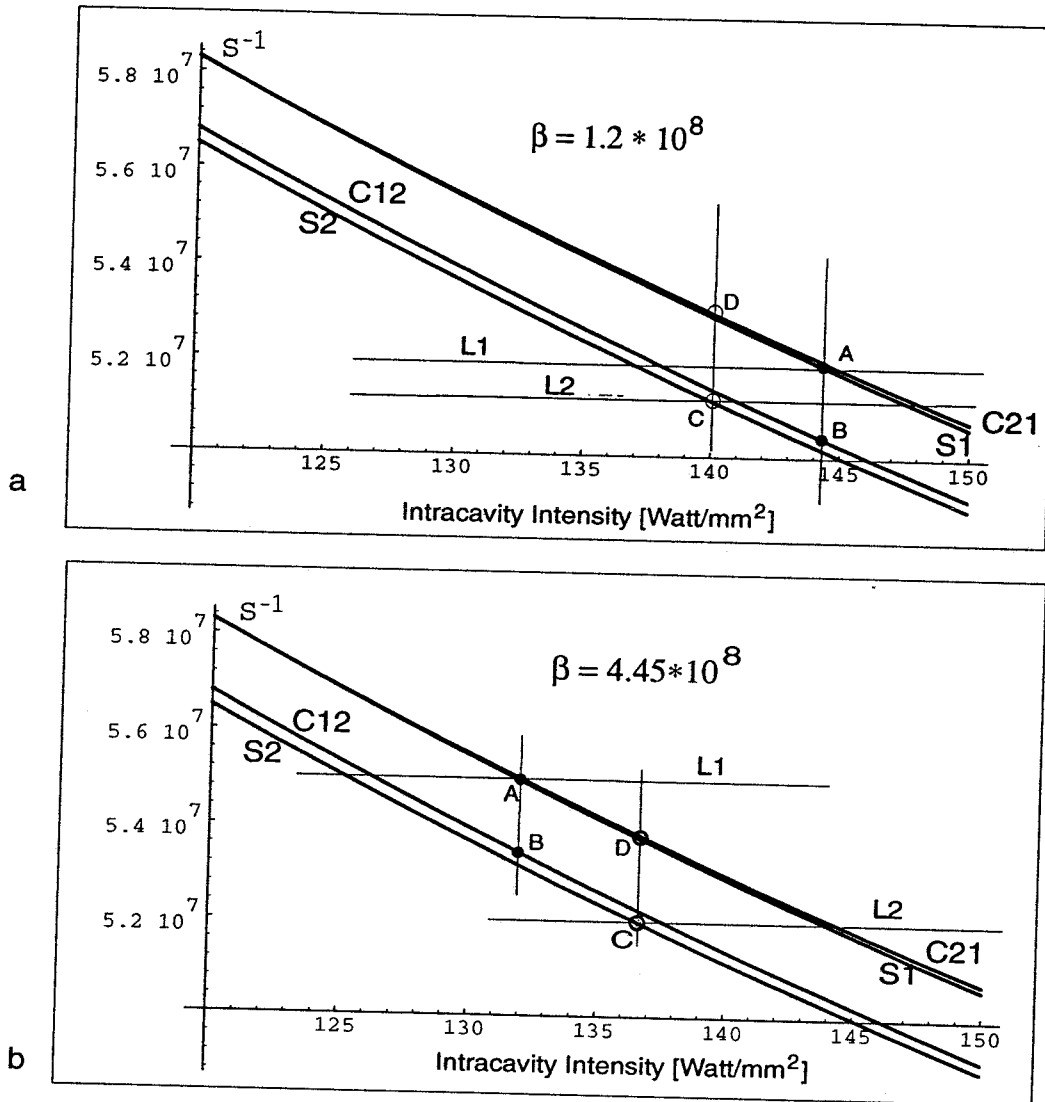 S⁻¹
5.8 10⁷
β = 1.2 * 10⁸
5.6 10⁷
C12
S2
5.4 10⁷
D
5.2 10⁷
L1
A
L2
C
B
C21
S1
125 130 135 140 145 150
a
Intracavity Intensity [Watt/mm²]
S⁻¹
5.8 10⁷
β = 4.45*10⁸
5.6 10⁷
C12
S2
L1
A
5.4 10⁷
B
D
5.2 10⁷
L2
C
C21
S1
125 130 135 140 145 150
b
Intracavity Intensity [Watt/mm²]